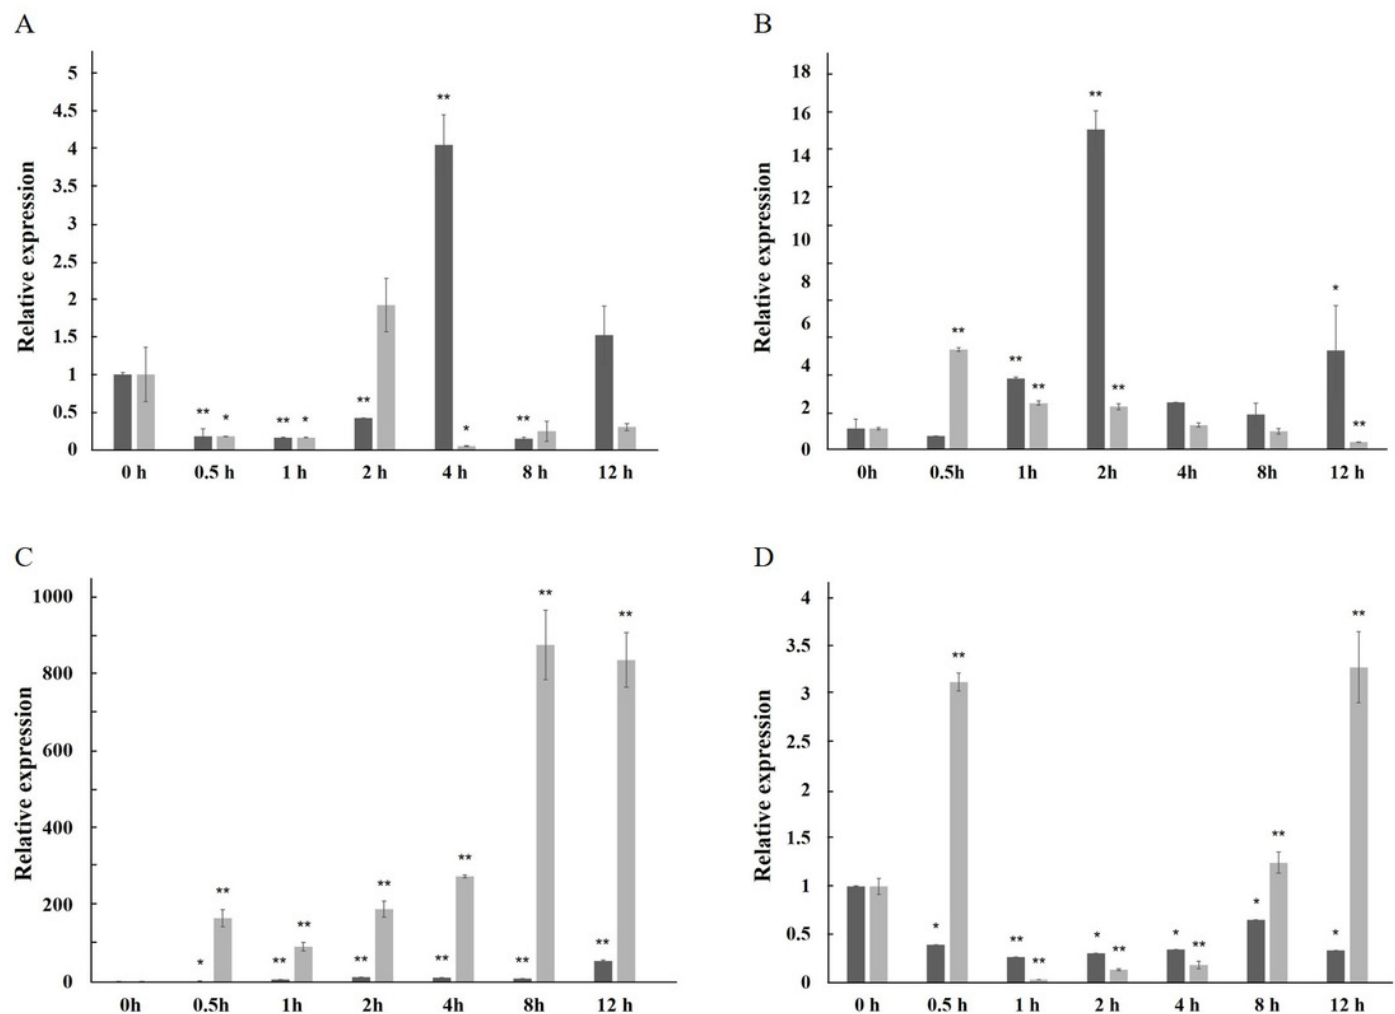 A
Relative expression
5
4.5
4
3.5
3
2.5
2
1.5
1
0.5
0
** * ** * ** ** * **
0 h 0.5 h 1 h 2 h 4 h 8 h 12 h
B
Relative expression
18
16
14
12
10
8
6
4
2
0
** ** ** ** ** * **
0h 0.5h 1h 2h 4h 8h 12 h
C
Relative expression
1000
800
600
400
200
0
* ** ** ** ** ** ** ** ** ** ** **
0h 0.5h 1h 2h 4h 8h 12 h
D
Relative expression
4
3.5
3
2.5
2
1.5
1
0.5
0
* ** ** ** * ** * ** * ** * **
0 h 0.5 h 1 h 2 h 4 h 8 h 12 h